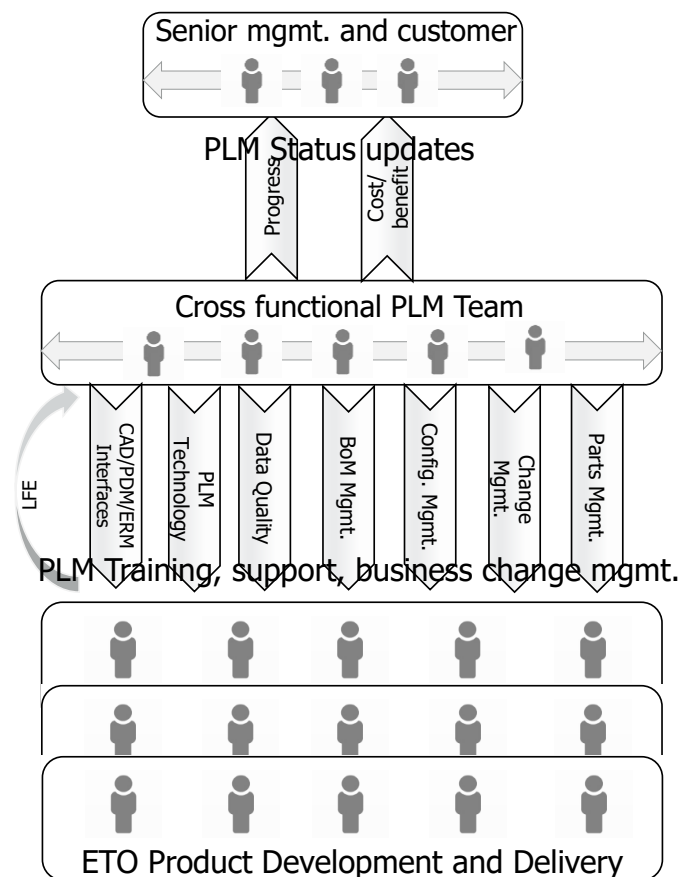 Senior mgmt. and customer
PLM Status updates
Progress
Cost/
benefit
Cross functional PLM Team
LFE
CAD/PDM/ERM
Interfaces
PLM
Technology
Data Quality
BoM Mgmt.
Config. Mgmt.
Change
Mgmt.
Parts Mgmt.
PLM Training, support, business change mgmt.
ETO Product Development and Delivery